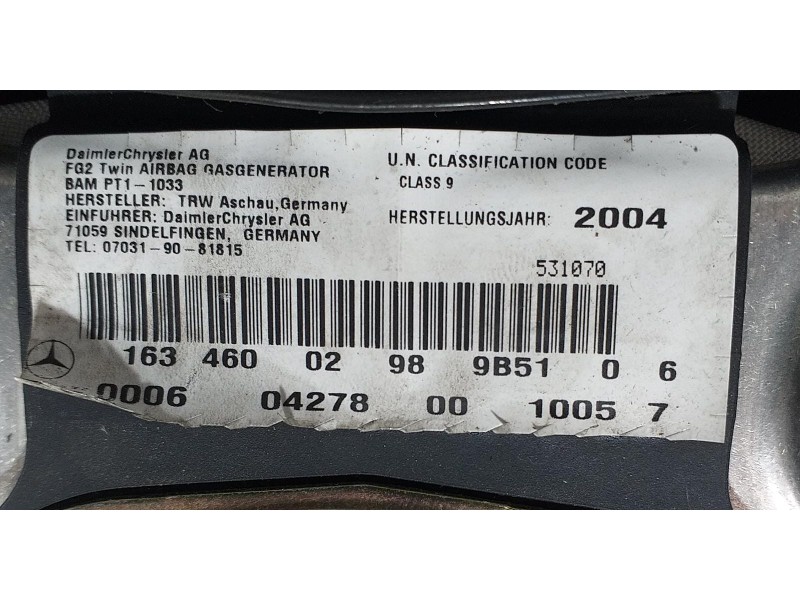 DaimlerChrysler AG
FG2 Twin AIRBAG GASGENERATOR
BAM PT1-1033
HERSTELLER: TRW Aschau,Germany
EINFUHRER: DaimlerChrysler AG
71059 SINDELFINGEN, GERMANY
TEL: 07031-90-81815
U.N. CLASSIFICATION CODE
CLASS 9
HERSTELLUNGSJAHR: 2004
531070
163 460 02 98 9B51 0 6
0006 04278 00 1005 7